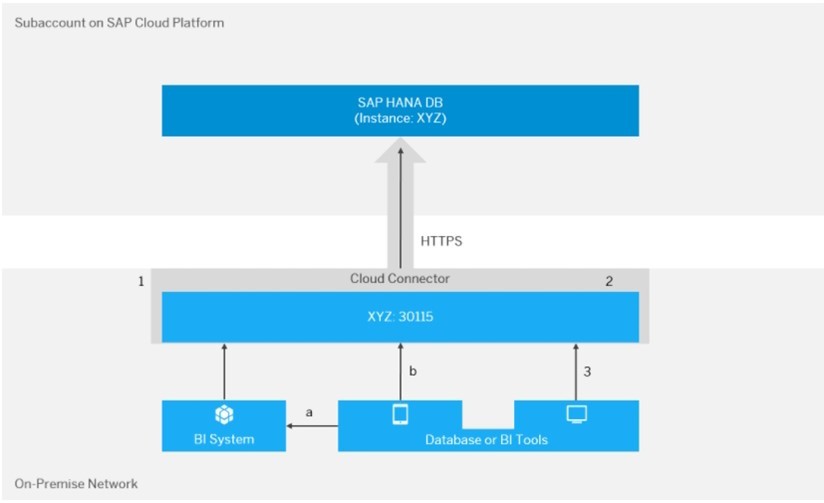 Subaccount on SAP Cloud Platform
SAP HANA DB
(Instance: XYZ)
HTTPS
1
Cloud Connector
2
XYZ: 30115
b
3
a
BI System
Database or BI Tools
On-Premise Network